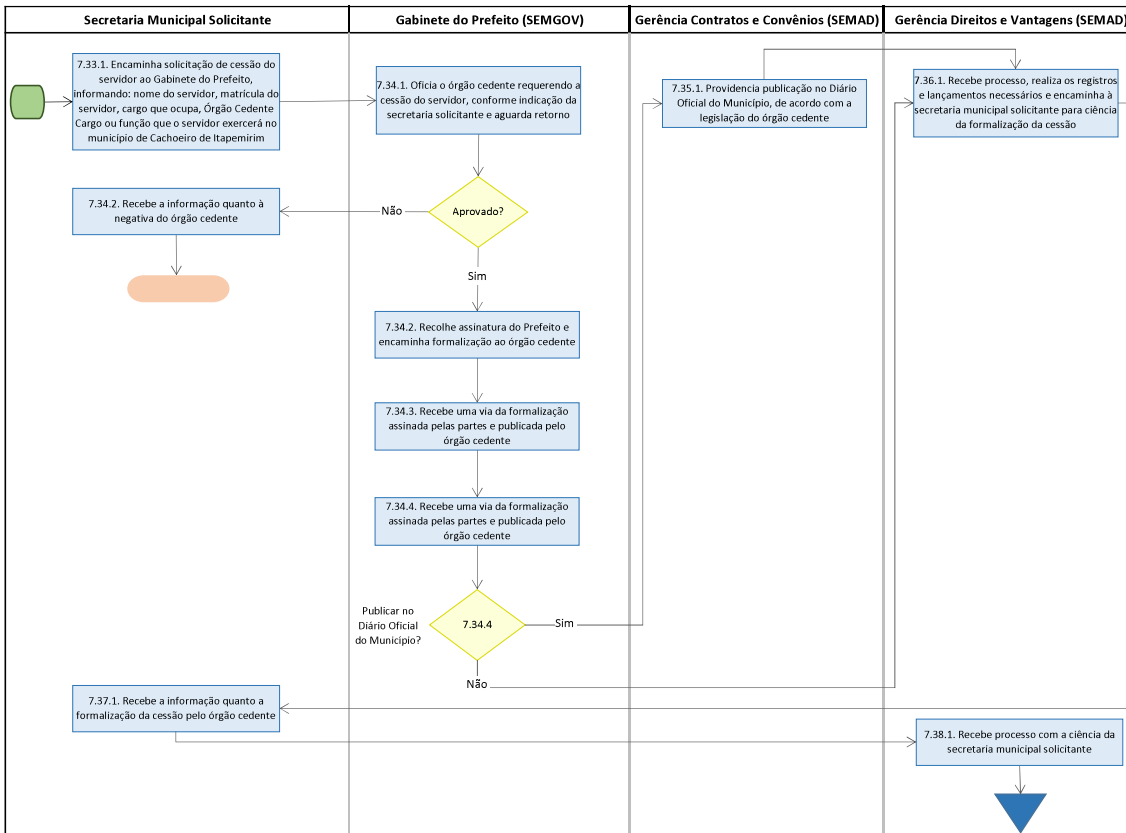 Secretaria Municipal Solicitante
Gabinete do Prefeito (SEMGOV)
Gerência Contratos e Convênios (SEMAD)
Gerência Direitos e Vantagens (SEMAD)
7.33.1. Encaminha solicitação de cessão do
servidor ao Gabinete do Prefeito,
informando: nome do servidor, matrícula do
servidor, cargo que ocupa, Órgão Cedente
Cargo ou função que o servidor exercerá no
município de Cachoeiro de Itapemirim
7.34.1. Oficia o órgão cedente requerendo a
cessão do servidor, conforme indicação da
secretaria solicitante e aguarda retorno
7.35.1. Providencia publicação no Diário
Oficial do Município, de acordo com a
legislação do órgão cedente
7.36.1. Recebe processo, realiza os registros
e lançamentos necessários e encaminha à
secretaria municipal solicitante para ciência
da formalização da cessão
7.34.2. Recebe a informação quanto à
negativa do órgão cedente
Não
Aprovado?
Sim
7.34.2. Recolhe assinatura do Prefeito e
encaminha formalização ao órgão cedente
7.34.3. Recebe uma via da formalização
assinada pelas partes e publicada pelo
órgão cedente
7.34.4. Recebe uma via da formalização
assinada pelas partes e publicada pelo
órgão cedente
Publicar no
Diário Oficial
do Município?
7.34.4
Sim
Não
7.37.1. Recebe a informação quanto a
formalização da cessão pelo órgão cedente
7.38.1. Recebe processo com a ciência da
secretaria municipal solicitante